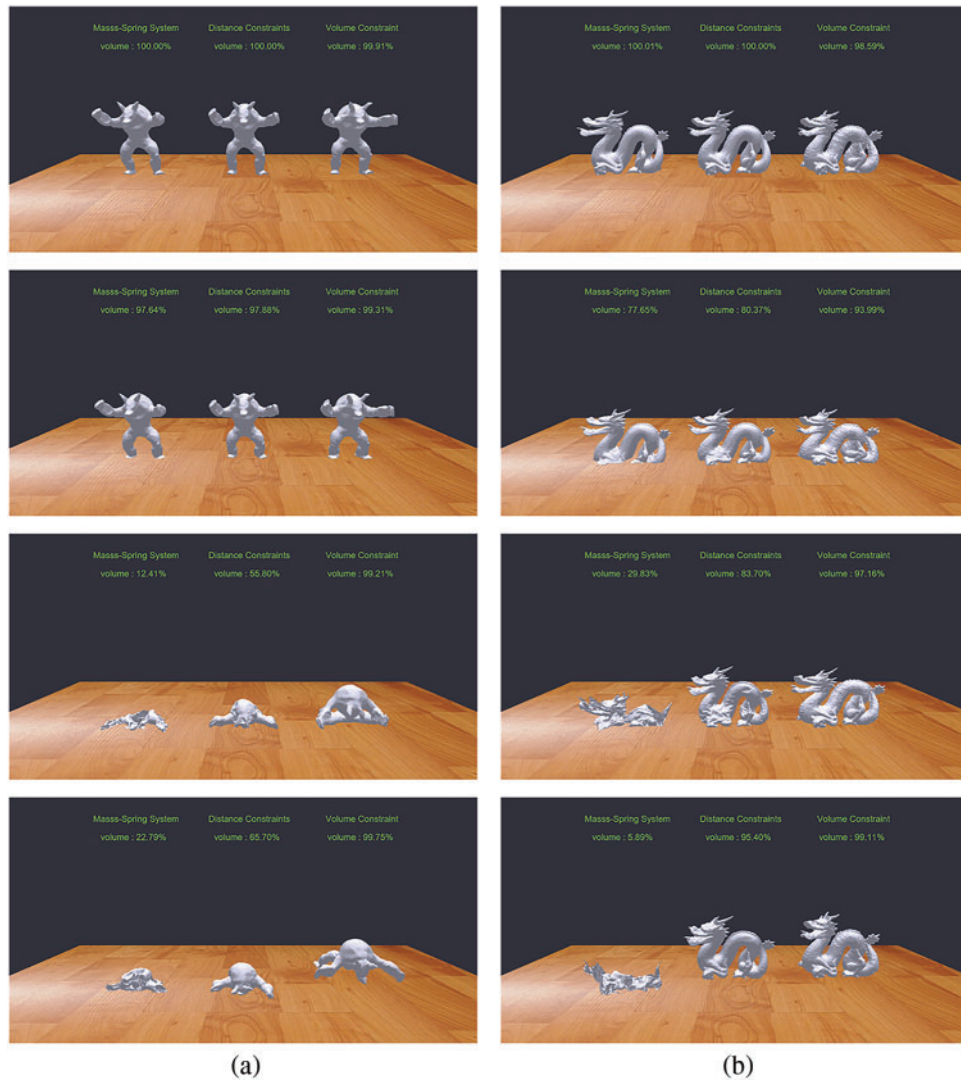 Masss-Spring System Distance Constraints Volume Constraint
volume : 100.00% volume : 100.00% volume : 99.91%
Masss-Spring System Distance Constraints Volume Constraint
volume : 100.01% volume : 100.00% volume : 98.59%
Masss-Spring System Distance Constraints Volume Constraint
volume : 97.64% volume : 97.88% volume : 99.31%
Masss-Spring System Distance Constraints Volume Constraint
volume : 77.65% volume : 80.37% volume : 93.99%
Masss-Spring System Distance Constraints Volume Constraint
volume : 12.41% volume : 55.80% volume : 99.21%
Masss-Spring System Distance Constraints Volume Constraint
volume : 29.83% volume : 83.70% volume : 97.16%
Masss-Spring System Distance Constraints Volume Constraint
volume : 22.79% volume : 65.70% volume : 99.75%
Masss-Spring System Distance Constraints Volume Constraint
volume : 5.89% volume : 95.40% volume : 99.11%
(a)
(b)